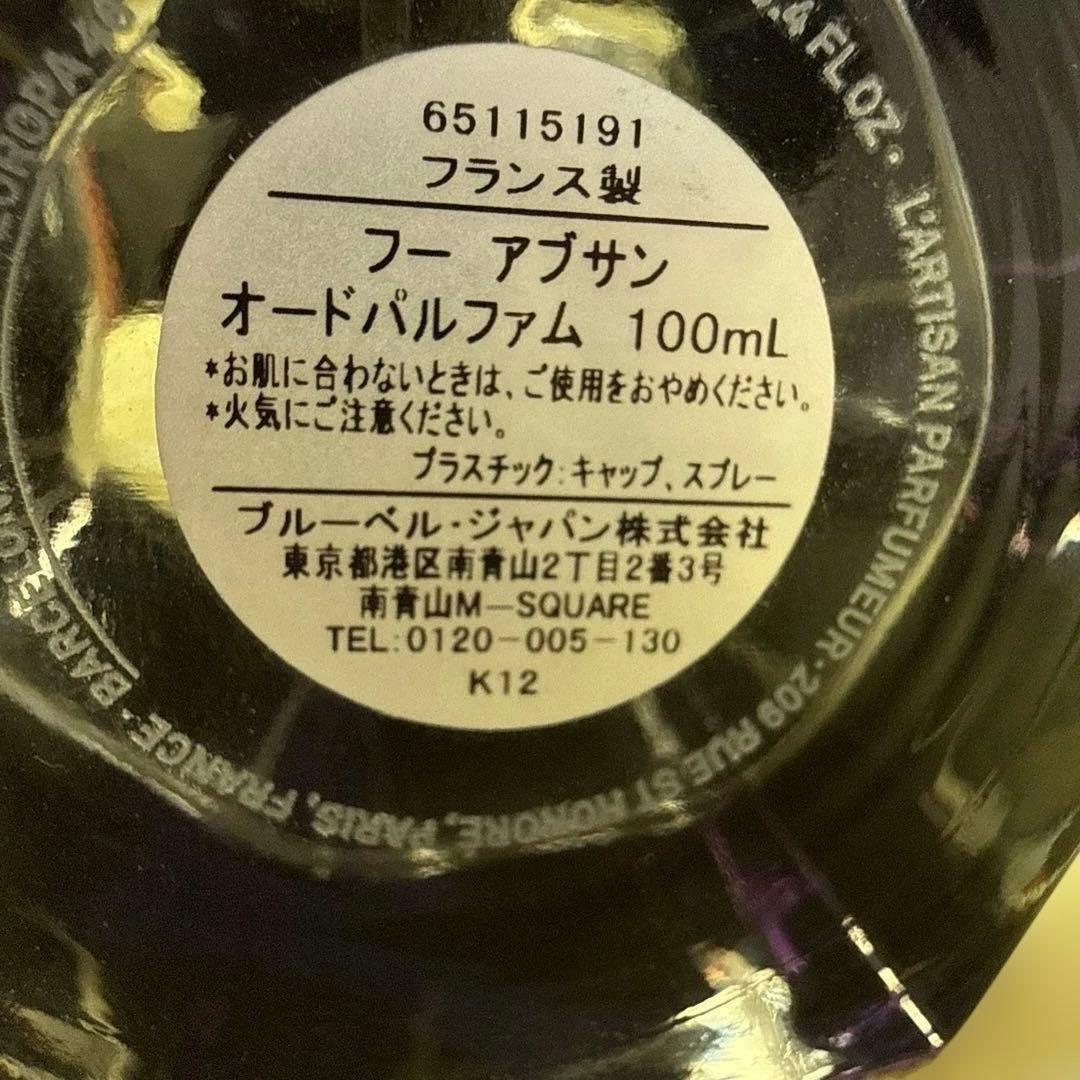 65115191
フランス製
フー アブサン
オードパルファム 100mL
*お肌に合わないときは、ご使用をおやめください。
*火気にご注意ください。
プラスチック:キャップ、スプレー
ブルーベル・ジャパン株式会社
東京都港区南青山2丁目2番3号
南青山M-SQUARE
TEL:0120-005-130
K12
.4 FL OZ · L'ARTISAN PARFUMEUR · 209 RUE ST HONORÉ, PARIS, FRANCE · BARCELON
EUROPA 46